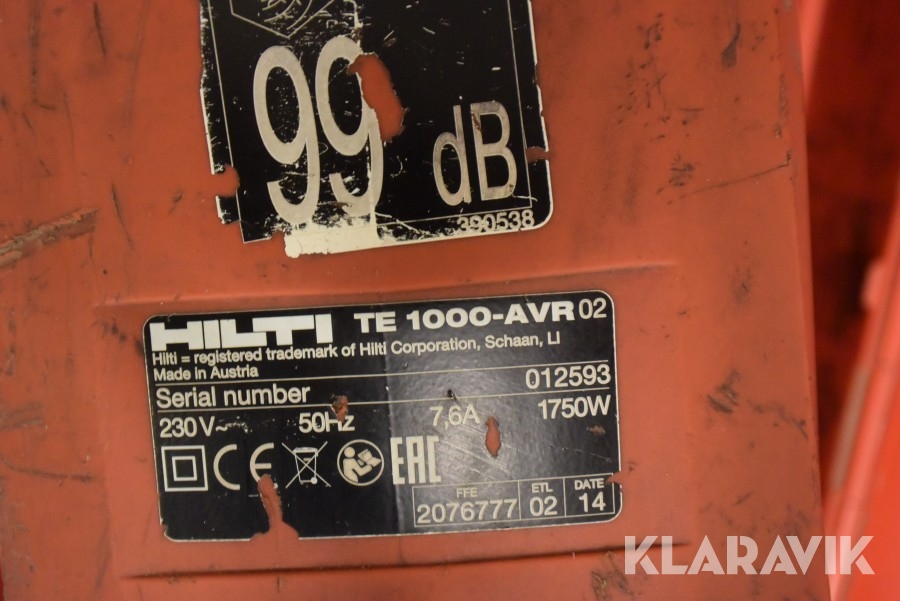 99 dB
390538
HILTI TE 1000-AVR 02
Hilti = registered trademark of Hilti Corporation, Schaan, LI
Made in Austria
Serial number 012593
230V~ 50Hz 7,6A 1750W
CE EAC
FFE ETL DATE
2076777 02 14
KLARAVIK